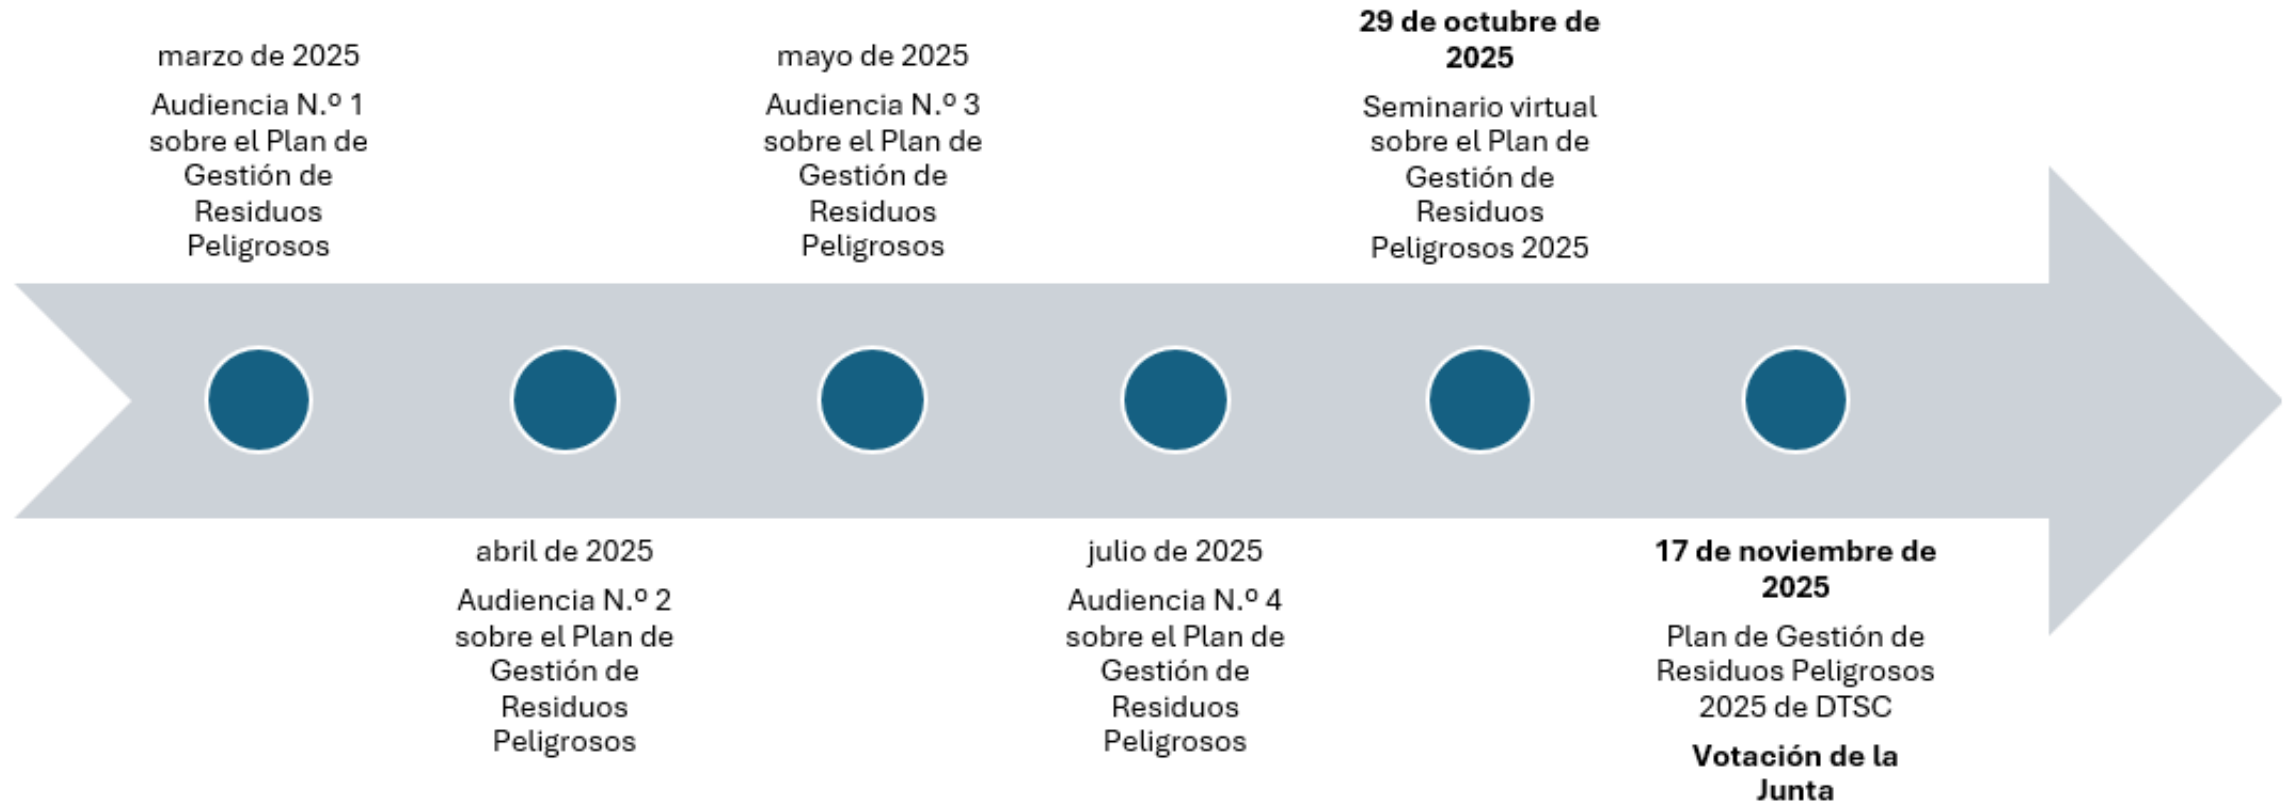 marzo de 2025
Audiencia N.º 1
sobre el Plan de
Gestión de
Residuos
Peligrosos
abril de 2025
Audiencia N.º 2
sobre el Plan de
Gestión de
Residuos
Peligrosos
mayo de 2025
Audiencia N.º 3
sobre el Plan de
Gestión de
Residuos
Peligrosos
julio de 2025
Audiencia N.º 4
sobre el Plan de
Gestión de
Residuos
Peligrosos
29 de octubre de
2025
Seminario virtual
sobre el Plan de
Gestión de
Residuos
Peligrosos 2025
17 de noviembre de
2025
Plan de Gestión de
Residuos Peligrosos
2025 de DTSC
Votación de la
Junta